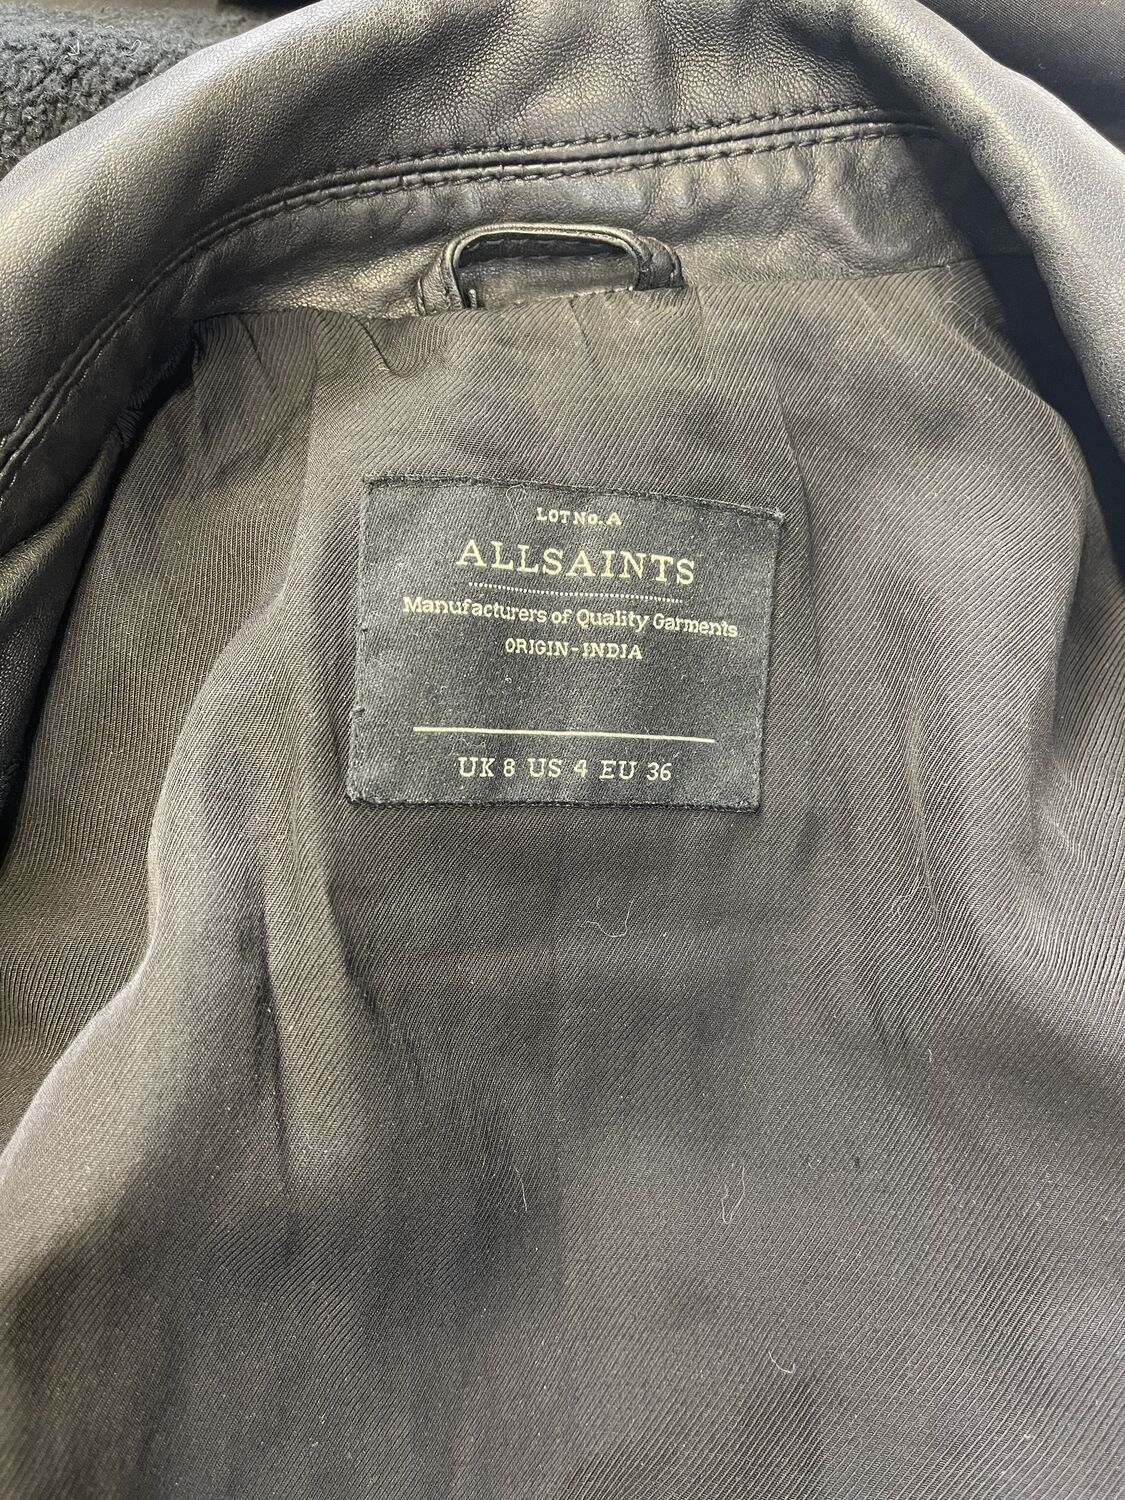 LOT No. A
ALLSAINTS
Manufacturers of Quality Garments
ORIGIN-INDIA
UK 8 US 4 EU 36